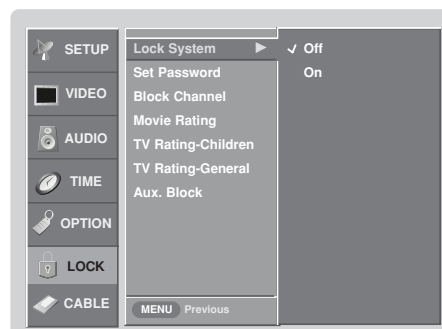 SETUP
VIDEO
AUDIO
TIME
OPTION
LOCK
CABLE
Lock System
Set Password
Block Channel
Movie Rating
TV Rating-Children
TV Rating-General
Aux. Block
MENU Previous
Off
On